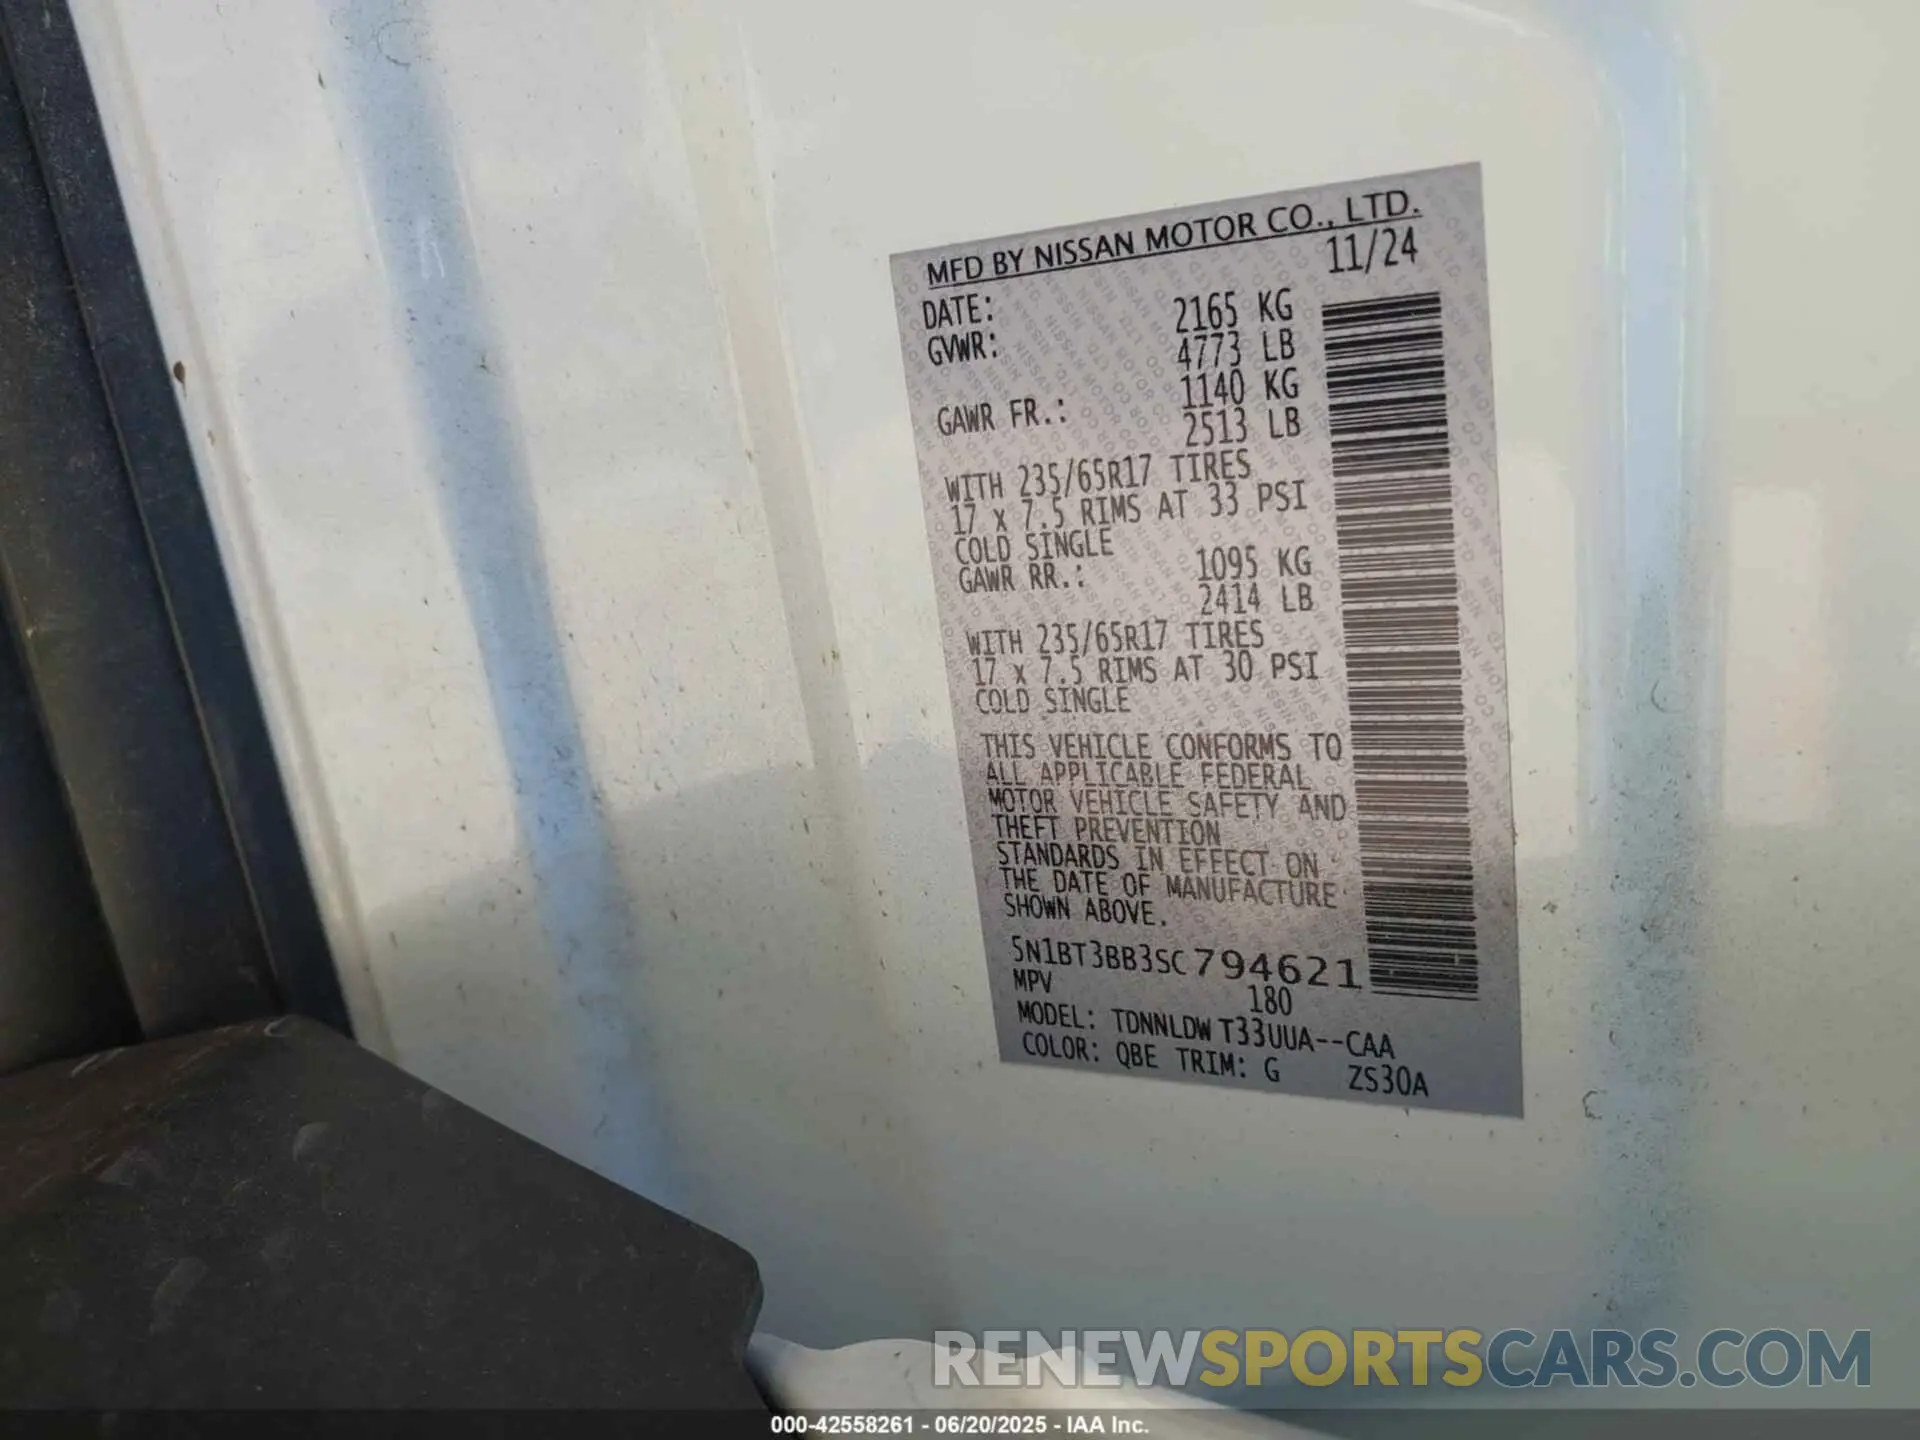 MFD BY NISSAN MOTOR CO., LTD.
DATE: 11/24
GVWR: 2165 KG
4773 LB
GAWR FR.: 1140 KG
2513 LB
WITH 235/65R17 TIRES
17 x 7.5 RIMS AT 33 PSI
COLD SINGLE
GAWR RR.: 1095 KG
2414 LB
WITH 235/65R17 TIRES
17 x 7.5 RIMS AT 30 PSI
COLD SINGLE
THIS VEHICLE CONFORMS TO
ALL APPLICABLE FEDERAL
MOTOR VEHICLE SAFETY AND
THEFT PREVENTION
STANDARDS IN EFFECT ON
THE DATE OF MANUFACTURE
SHOWN ABOVE.
5N1BT3BB3SC794621
MPV 180
MODEL: TDNNLDW T33UUA--CAA
COLOR: QBE TRIM: G ZS30A
RENEWSPORTSCARS.COM
000-42558261 - 06/20/2025 - IAA Inc.